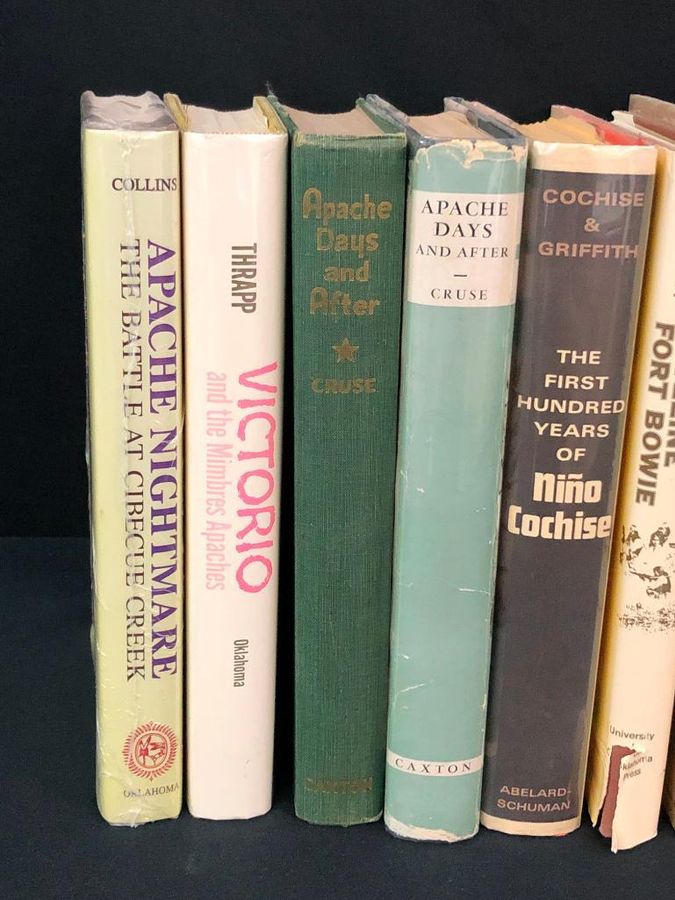 COLLINS
APACHE NIGHTMARE
THE BATTLE AT CIBECUE CREEK
OKLAHOMA
THRAPP
VICTORIO
and the Mimbres Apaches
Oklahoma
Apache
Days
and
After
CRUSE
CAXTON
APACHE
DAYS
AND AFTER
CRUSE
CAXTON
COCHISE
&
GRIFFITH
THE
FIRST
HUNDRED
YEARS
OF
Niño
Cochise
ABELARD-
SCHUMAN
FORT BOWIE
University
Press